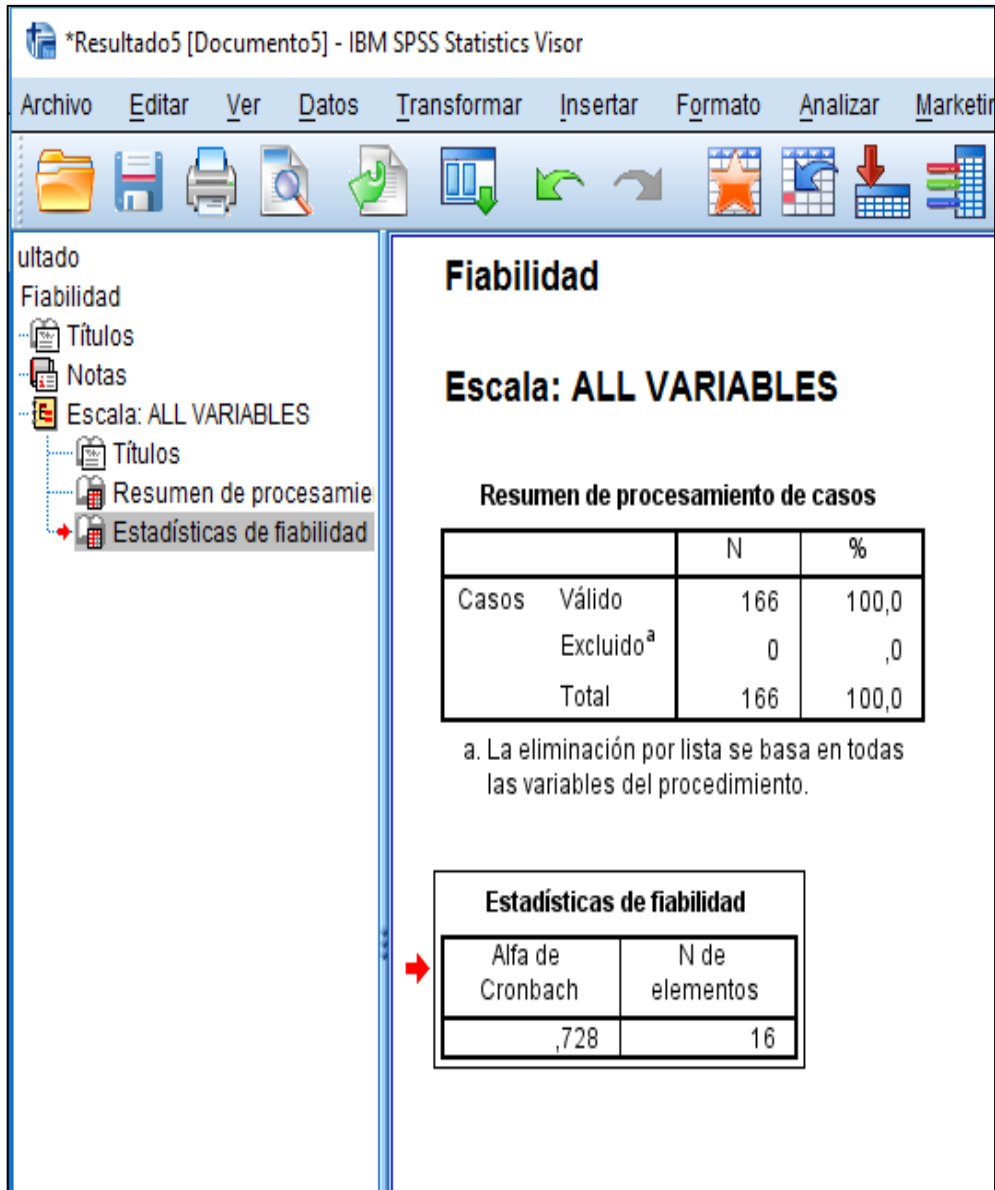 *Resultado5 [Documento5] - IBM SPSS Statistics Visor
Archivo Editar Ver Datos Transformar Insertar Formato Analizar Marketin
ultado
Fiabilidad
Títulos
Notas
Escala: ALL VARIABLES
Títulos
Resumen de procesamie
Estadísticas de fiabilidad
Fiabilidad
Escala: ALL VARIABLES
Resumen de procesamiento de casos
N %
Casos Válido 166 100,0
Excluidoᵃ 0 ,0
Total 166 100,0
a. La eliminación por lista se basa en todas
las variables del procedimiento.
Estadísticas de fiabilidad
Alfa de N de
Cronbach elementos
,728 16